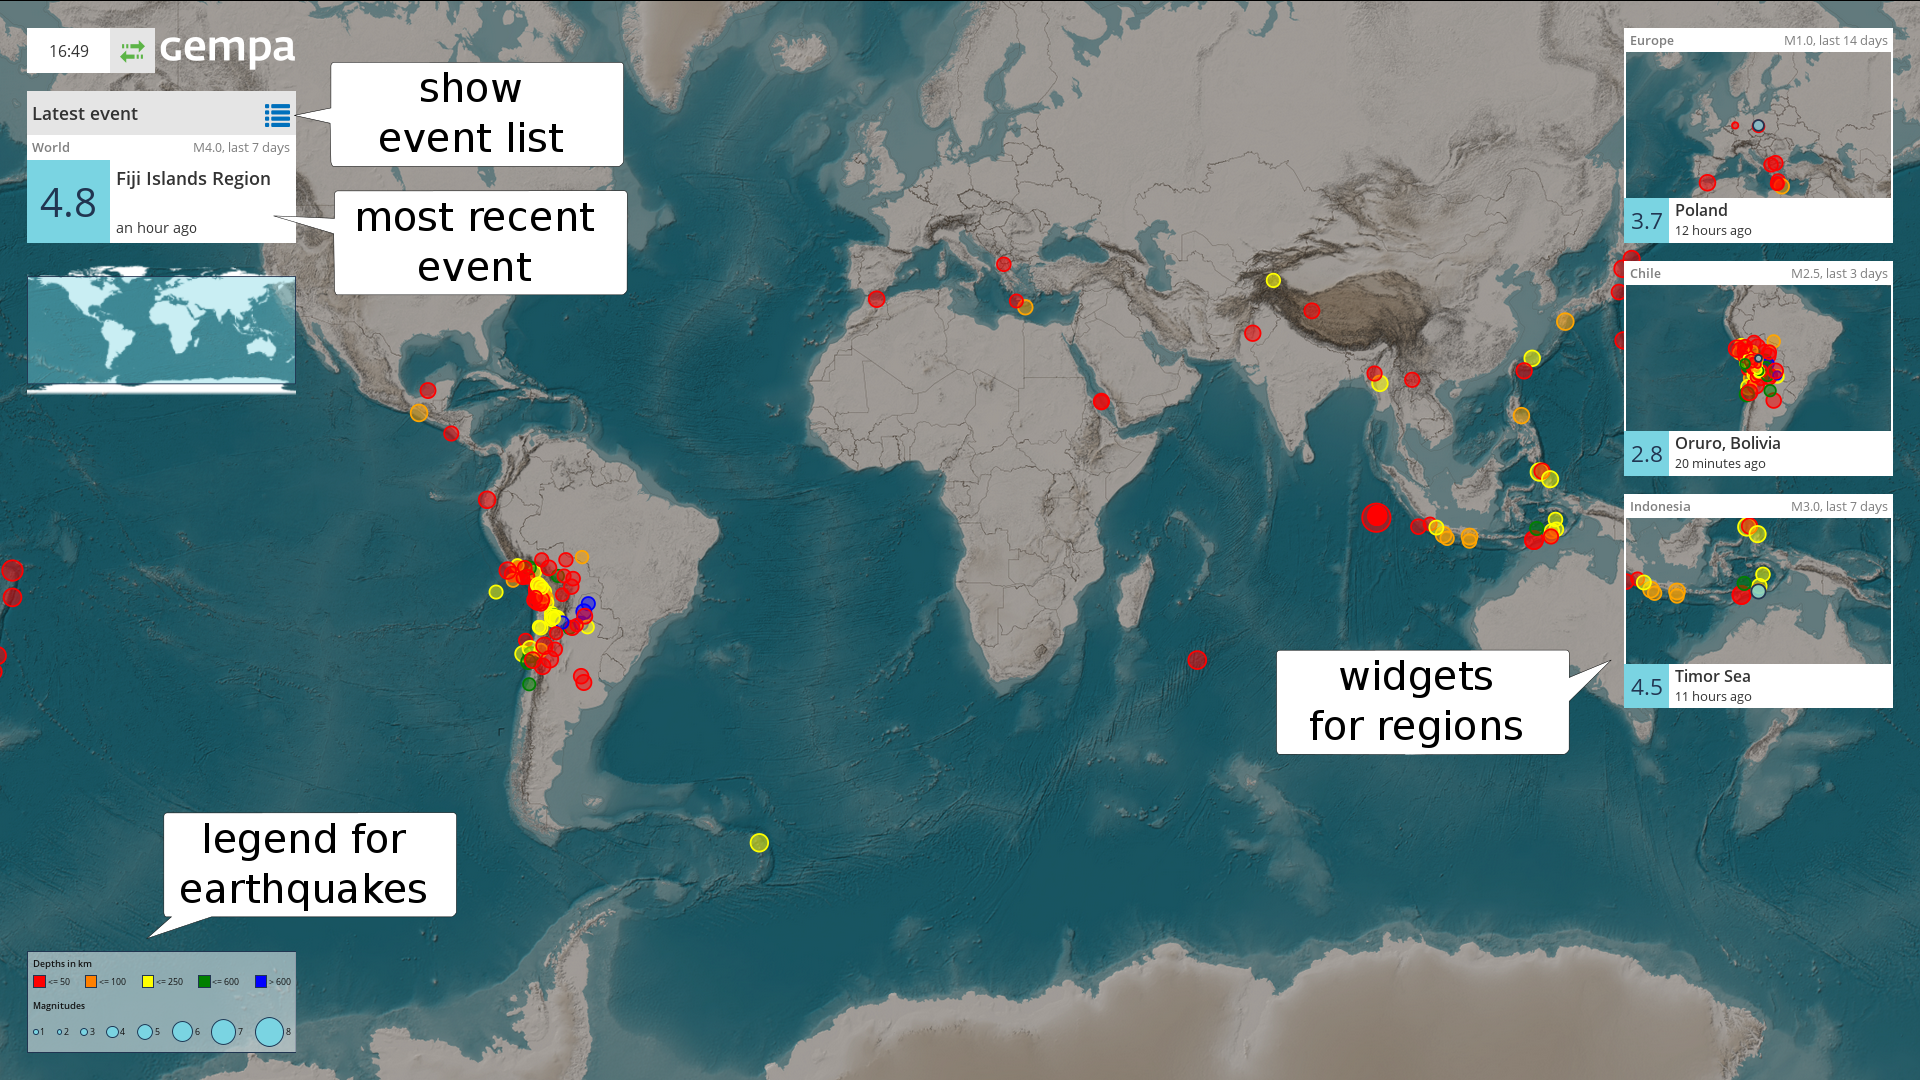 16:49
GEMPA
Latest event
World M4.0, last 7 days
4.8
Fiji Islands Region
an hour ago
show
event list
most recent
event
legend for
earthquakes
Depths in km
<= 50 <= 100 <= 250 <= 600 > 600
Magnitudes
1 2 3 4 5 6 7 8
Europe M1.0, last 14 days
3.7
Poland
12 hours ago
Chile M2.5, last 3 days
2.8
Oruro, Bolivia
20 minutes ago
Indonesia M3.0, last 7 days
4.5
Timor Sea
11 hours ago
widgets
for regions